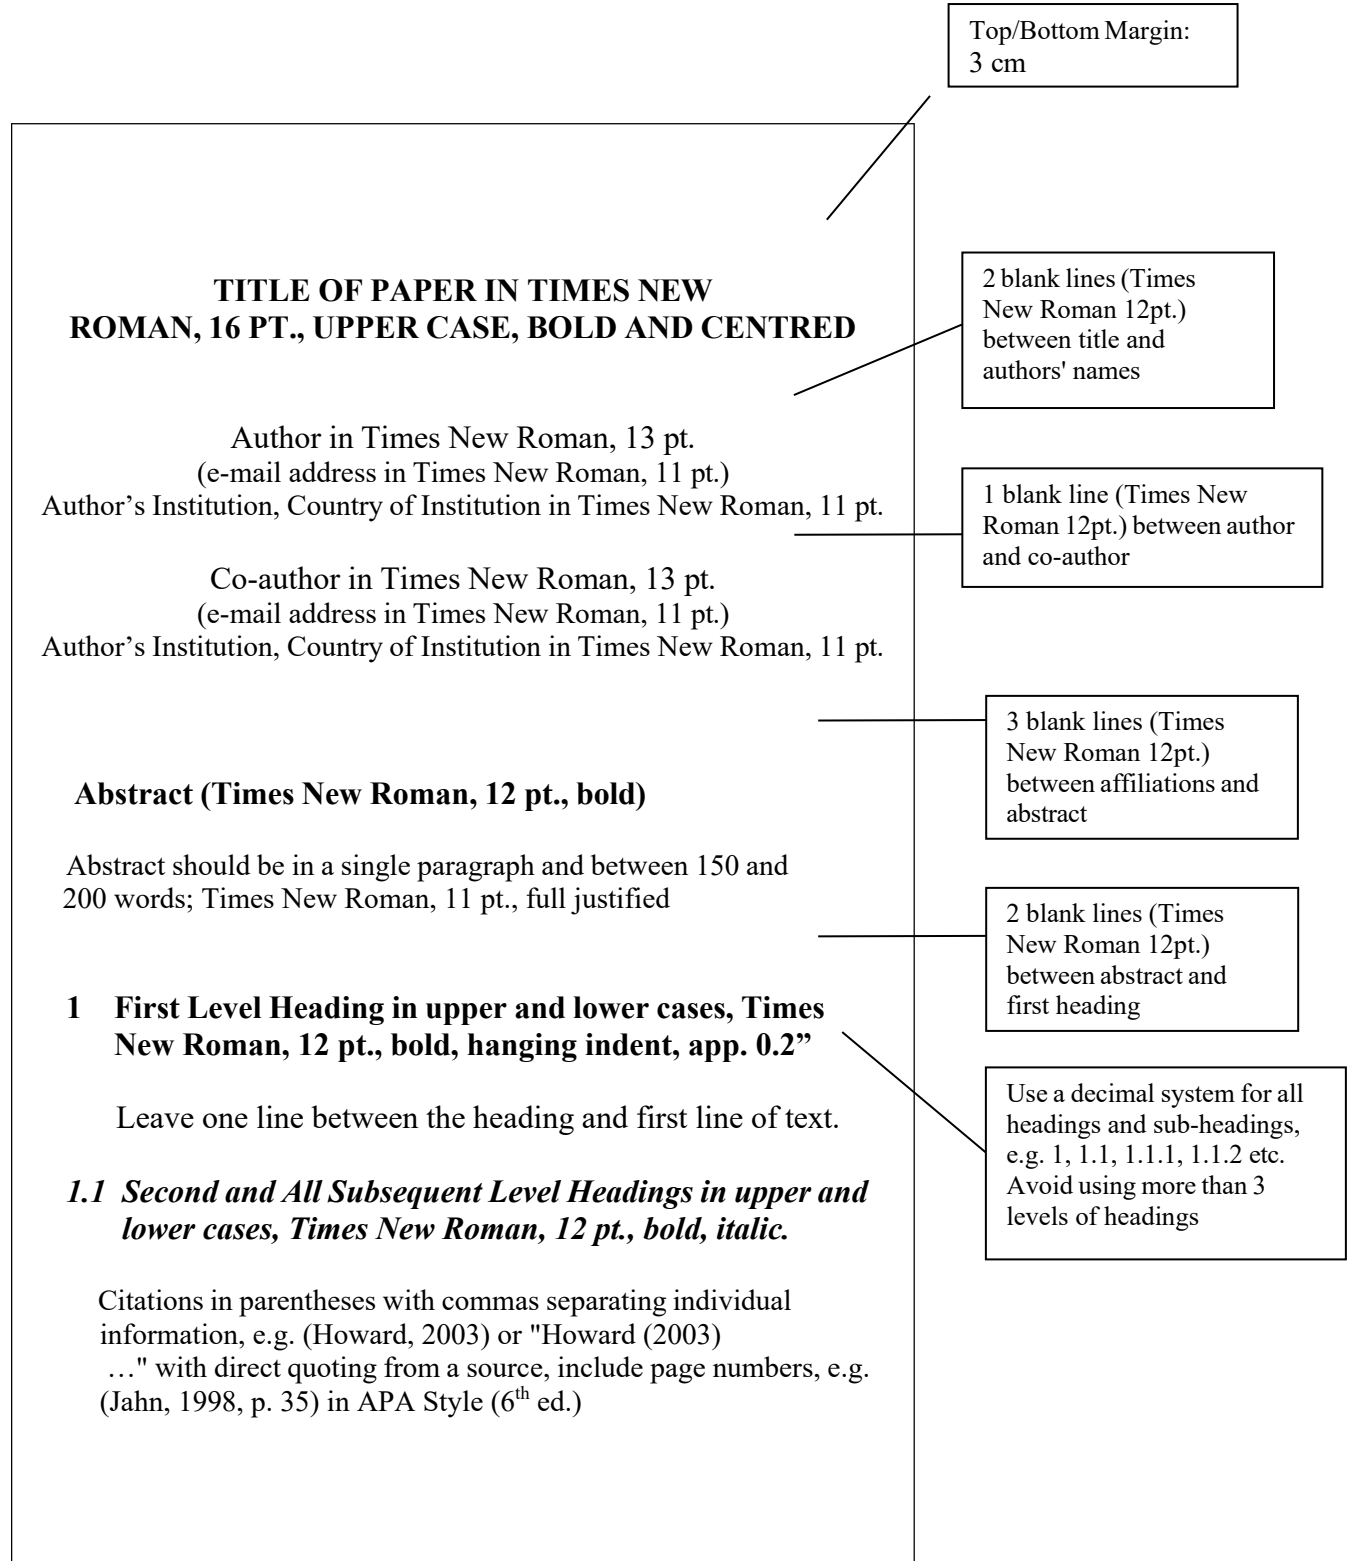 Top/Bottom Margin:
3 cm
TITLE OF PAPER IN TIMES NEW
ROMAN, 16 PT., UPPER CASE, BOLD AND CENTRED
2 blank lines (Times
New Roman 12pt.)
between title and
authors' names
Author in Times New Roman, 13 pt.
(e-mail address in Times New Roman, 11 pt.)
Author’s Institution, Country of Institution in Times New Roman, 11 pt.
1 blank line (Times New
Roman 12pt.) between author
and co-author
Co-author in Times New Roman, 13 pt.
(e-mail address in Times New Roman, 11 pt.)
Author’s Institution, Country of Institution in Times New Roman, 11 pt.
3 blank lines (Times
New Roman 12pt.)
between affiliations and
abstract
Abstract (Times New Roman, 12 pt., bold)
Abstract should be in a single paragraph and between 150 and
200 words; Times New Roman, 11 pt., full justified
2 blank lines (Times
New Roman 12pt.)
between abstract and
first heading
1 First Level Heading in upper and lower cases, Times
New Roman, 12 pt., bold, hanging indent, app. 0.2”
Leave one line between the heading and first line of text.
Use a decimal system for all
headings and sub-headings,
e.g. 1, 1.1, 1.1.1, 1.1.2 etc.
Avoid using more than 3
levels of headings
1.1 Second and All Subsequent Level Headings in upper and
lower cases, Times New Roman, 12 pt., bold, italic.
Citations in parentheses with commas separating individual
information, e.g. (Howard, 2003) or "Howard (2003)
…" with direct quoting from a source, include page numbers, e.g.
(Jahn, 1998, p. 35) in APA Style (6th ed.)